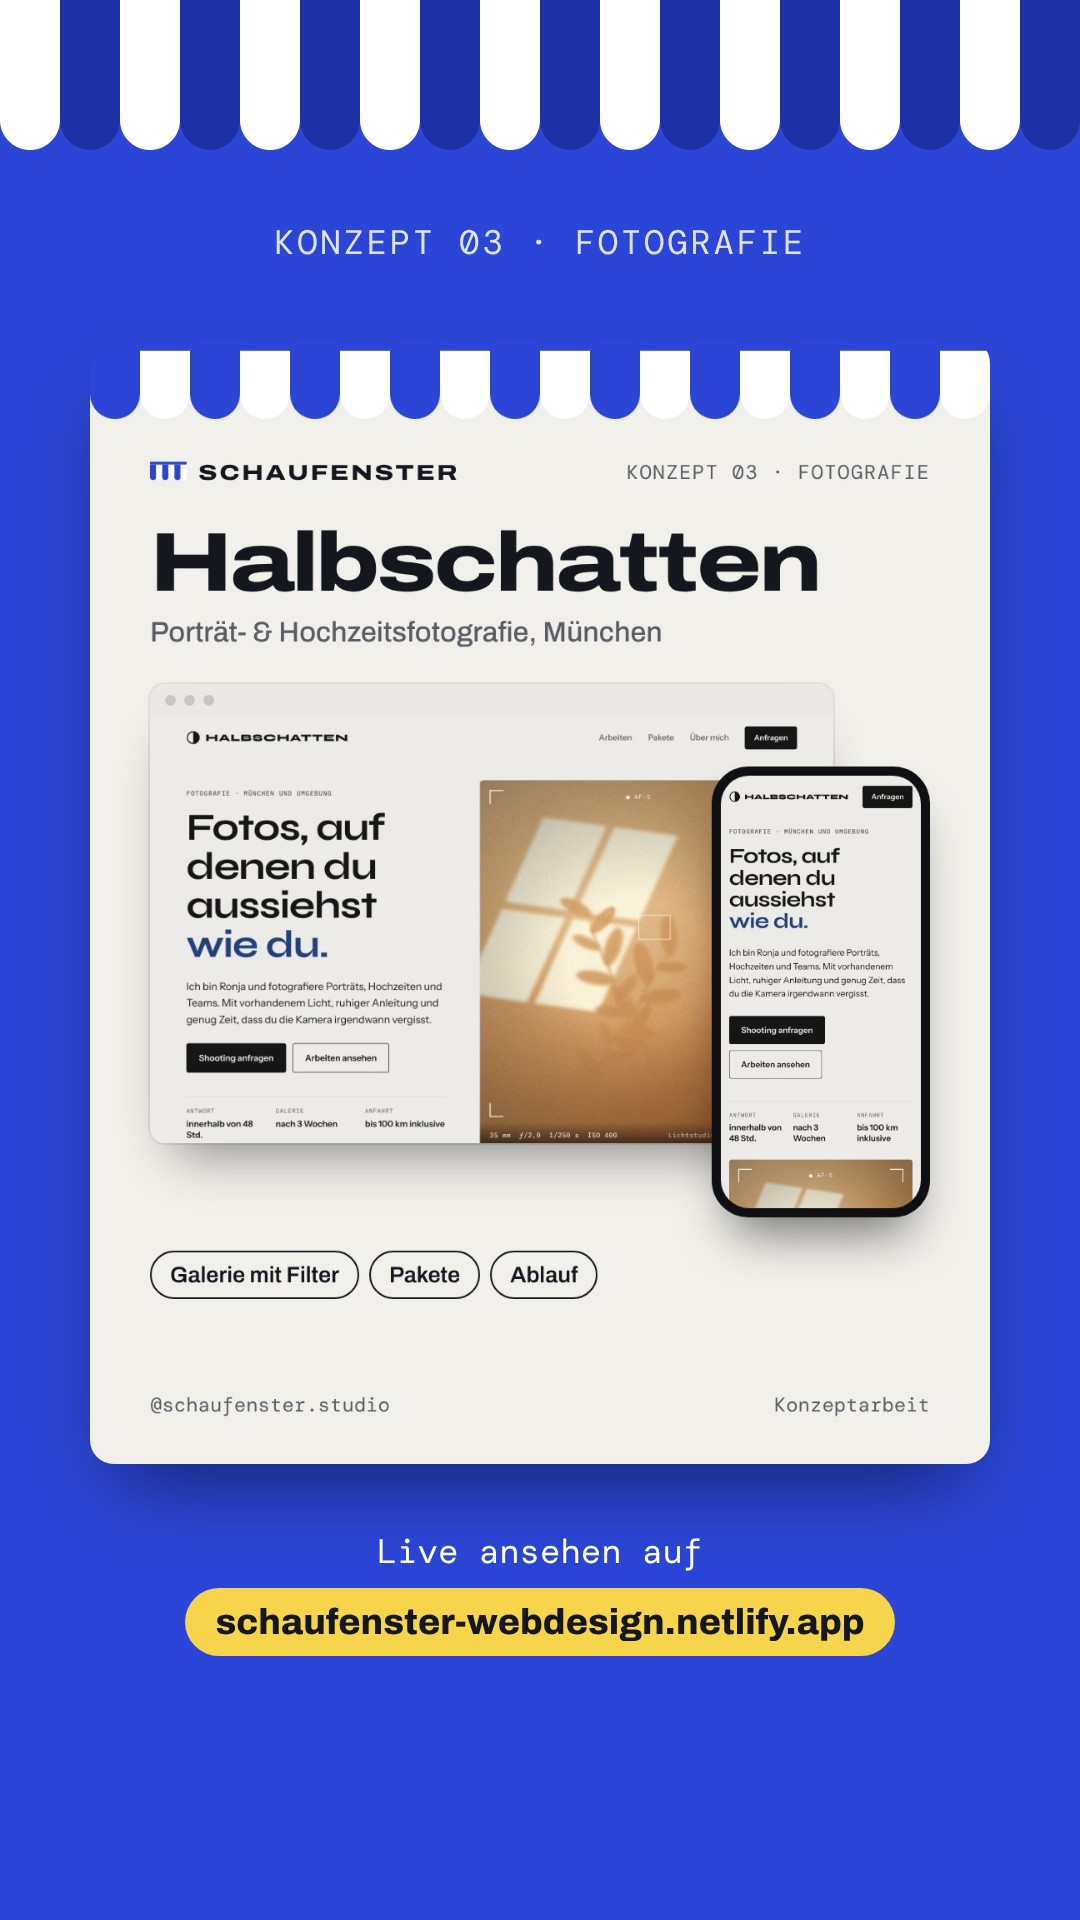 KONZEPT 03 · FOTOGRAFIE
SCHAUFENSTER
KONZEPT 03 · FOTOGRAFIE
Halbschatten
Porträt- & Hochzeitsfotografie, München
HALBSCHATTEN
Arbeiten
Pakete
Über mich
Anfragen
FOTOGRAFIE · MÜNCHEN UND UMGEBUNG
Fotos, auf
denen du
aussiehst
wie du.
Ich bin Ronja und fotografiere Porträts, Hochzeiten und
Teams. Mit vorhandenem Licht, ruhiger Anleitung und
genug Zeit, dass du die Kamera irgendwann vergisst.
Shooting anfragen
Arbeiten ansehen
ANTWORT
innerhalb von 48
Std.
GALERIE
nach 3 Wochen
ANFAHRT
bis 100 km inklusive
AF-S
35 mm ƒ/2,0 1/250 s ISO 400
HALBSCHATTEN
Anfragen
FOTOGRAFIE · MÜNCHEN UND UMGEBUNG
Fotos, auf
denen du
aussiehst
wie du.
Ich bin Ronja und fotografiere Porträts,
Hochzeiten und Teams. Mit vorhandenem
Licht, ruhiger Anleitung und genug Zeit, dass
du die Kamera irgendwann vergisst.
Shooting anfragen
Arbeiten ansehen
ANTWORT
innerhalb von
48 Std.
GALERIE
nach 3
Wochen
ANFAHRT
bis 100 km
inklusive
AF-S
Galerie mit Filter
Pakete
Ablauf
@schaufenster.studio
Konzeptarbeit
Live ansehen auf
schaufenster-webdesign.netlify.app